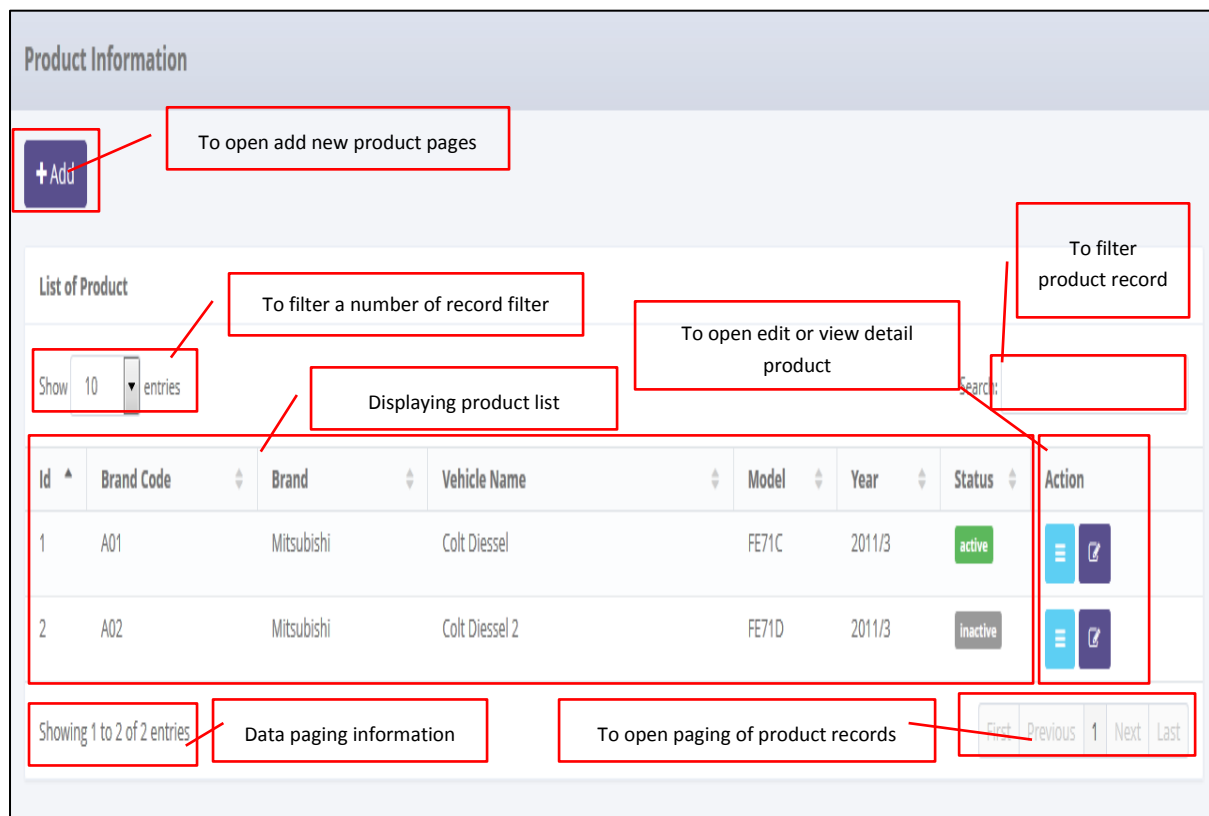 Product Information
To open add new product pages
+ Add
To filter
product record
List of Product
To filter a number of record filter
To open edit or view detail
product
Show 10 entries
Search:
Displaying product list
Id Brand Code Brand Vehicle Name Model Year Status Action
1 A01 Mitsubishi Colt Diessel FE71C 2011/3 active
2 A02 Mitsubishi Colt Diessel 2 FE71D 2011/3 inactive
Showing 1 to 2 of 2 entries
Data paging information
To open paging of product records
First Previous 1 Next Last